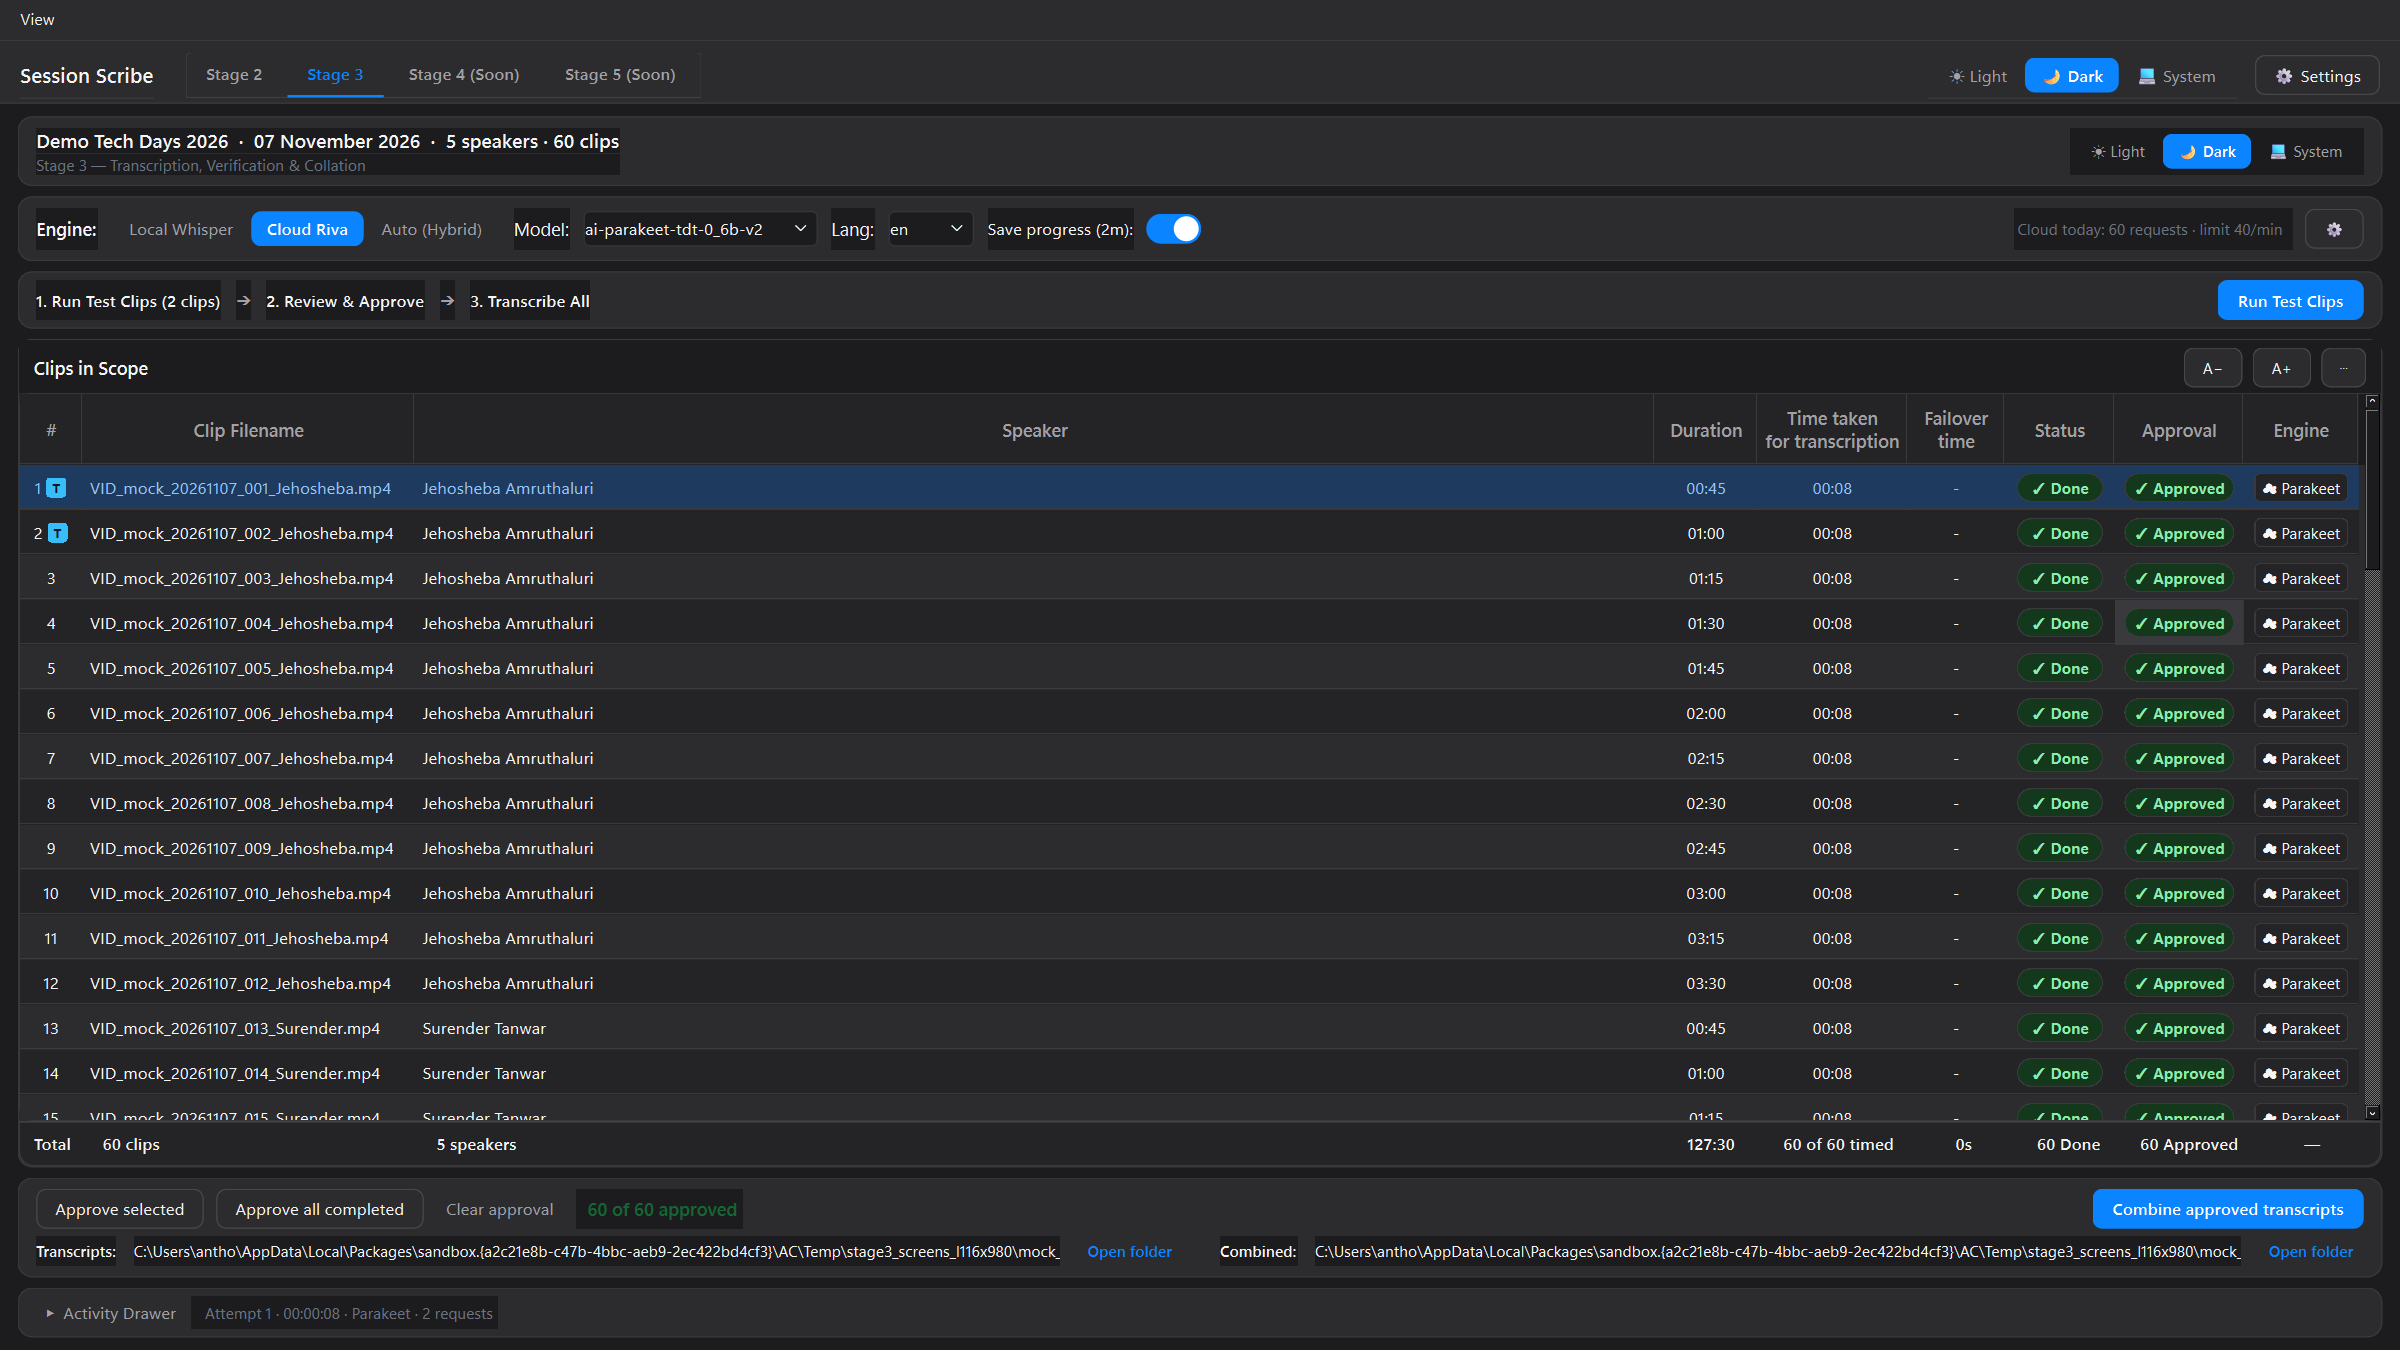 View
Session Scribe Stage 2 Stage 3 Stage 4 (Soon) Stage 5 (Soon) Light Dark System Settings
Demo Tech Days 2026 · 07 November 2026 · 5 speakers · 60 clips
Stage 3 — Transcription, Verification & Collation
Light Dark System
Engine: Local Whisper Cloud Riva Auto (Hybrid) Model: ai-parakeet-tdt-0_6b-v2 Lang: en Save progress (2m): Cloud today: 60 requests · limit 40/min
1. Run Test Clips (2 clips) → 2. Review & Approve → 3. Transcribe All Run Test Clips
Clips in Scope A− A+ ...
# Clip Filename Speaker Duration Time taken for transcription Failover time Status Approval Engine
1 T VID_mock_20261107_001_Jehosheba.mp4 Jehosheba Amruthaluri 00:45 00:08 - ✓ Done ✓ Approved Parakeet
2 T VID_mock_20261107_002_Jehosheba.mp4 Jehosheba Amruthaluri 01:00 00:08 - ✓ Done ✓ Approved Parakeet
3 VID_mock_20261107_003_Jehosheba.mp4 Jehosheba Amruthaluri 01:15 00:08 - ✓ Done ✓ Approved Parakeet
4 VID_mock_20261107_004_Jehosheba.mp4 Jehosheba Amruthaluri 01:30 00:08 - ✓ Done ✓ Approved Parakeet
5 VID_mock_20261107_005_Jehosheba.mp4 Jehosheba Amruthaluri 01:45 00:08 - ✓ Done ✓ Approved Parakeet
6 VID_mock_20261107_006_Jehosheba.mp4 Jehosheba Amruthaluri 02:00 00:08 - ✓ Done ✓ Approved Parakeet
7 VID_mock_20261107_007_Jehosheba.mp4 Jehosheba Amruthaluri 02:15 00:08 - ✓ Done ✓ Approved Parakeet
8 VID_mock_20261107_008_Jehosheba.mp4 Jehosheba Amruthaluri 02:30 00:08 - ✓ Done ✓ Approved Parakeet
9 VID_mock_20261107_009_Jehosheba.mp4 Jehosheba Amruthaluri 02:45 00:08 - ✓ Done ✓ Approved Parakeet
10 VID_mock_20261107_010_Jehosheba.mp4 Jehosheba Amruthaluri 03:00 00:08 - ✓ Done ✓ Approved Parakeet
11 VID_mock_20261107_011_Jehosheba.mp4 Jehosheba Amruthaluri 03:15 00:08 - ✓ Done ✓ Approved Parakeet
12 VID_mock_20261107_012_Jehosheba.mp4 Jehosheba Amruthaluri 03:30 00:08 - ✓ Done ✓ Approved Parakeet
13 VID_mock_20261107_013_Surender.mp4 Surender Tanwar 00:45 00:08 - ✓ Done ✓ Approved Parakeet
14 VID_mock_20261107_014_Surender.mp4 Surender Tanwar 01:00 00:08 - ✓ Done ✓ Approved Parakeet
15 VID_mock_20261107_015_Surender.mp4 Surender Tanwar 01:15 00:08 ✓ Done ✓ Approved Parakeet
Total 60 clips 5 speakers 127:30 60 of 60 timed 0s 60 Done 60 Approved —
Approve selected Approve all completed Clear approval 60 of 60 approved Combine approved transcripts
Transcripts: C:\Users\antho\AppData\Local\Packages\sandbox.{a2c21e8b-c47b-4bbc-aeb9-2ec422bd4cf3}\AC\Temp\stage3_screens_l116x980\mock_ Open folder Combined: C:\Users\antho\AppData\Local\Packages\sandbox.{a2c21e8b-c47b-4bbc-aeb9-2ec422bd4cf3}\AC\Temp\stage3_screens_l116x980\mock_ Open folder
Activity Drawer Attempt 1 · 00:00:08 · Parakeet · 2 requests